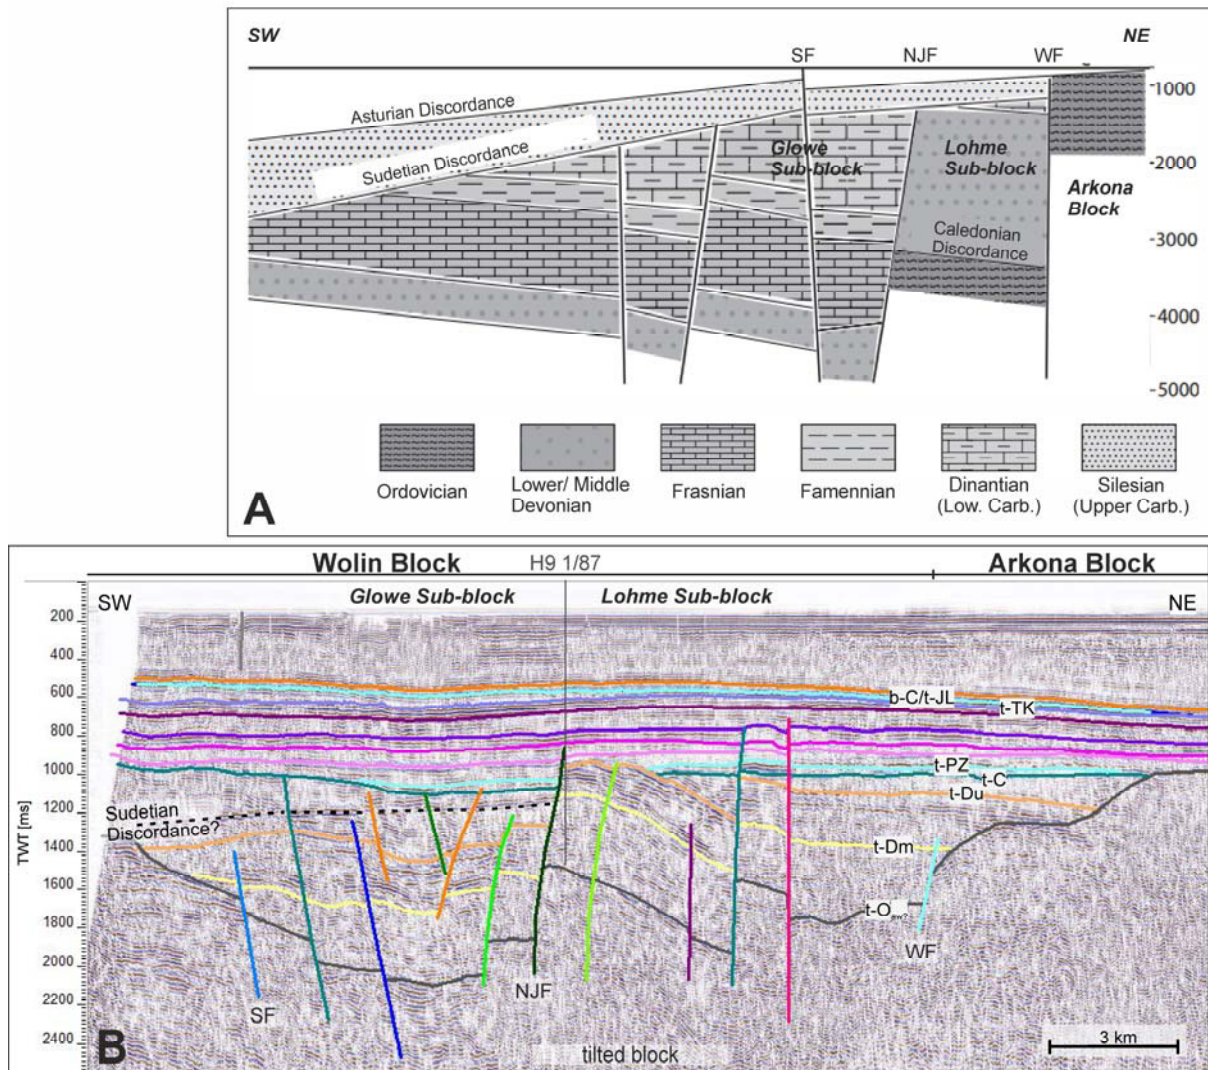 SW
NE
SF
NJF
WF
Asturian Discordance
Sudetian Discordance
Glowe
Sub-block
Lohme
Sub-block
Arkona
Block
Caledonian
Discordance
-1000
-2000
-3000
-4000
-5000
Ordovician
Lower/ Middle
Devonian
Frasnian
Famennian
Dinantian
(Low. Carb.)
Silesian
(Upper Carb.)
A
Wolin Block
H9 1/87
Arkona Block
SW
Glowe Sub-block
Lohme Sub-block
NE
TWT [ms]
200
400
600
800
1000
1200
1400
1600
1800
2000
2200
2400
b-C/t-JL
t-TK
t-PZ
t-C
t-Du
Sudetian
Discordance?
t-Dm
t-O
WF
NJF
SF
B
tilted block
3 km